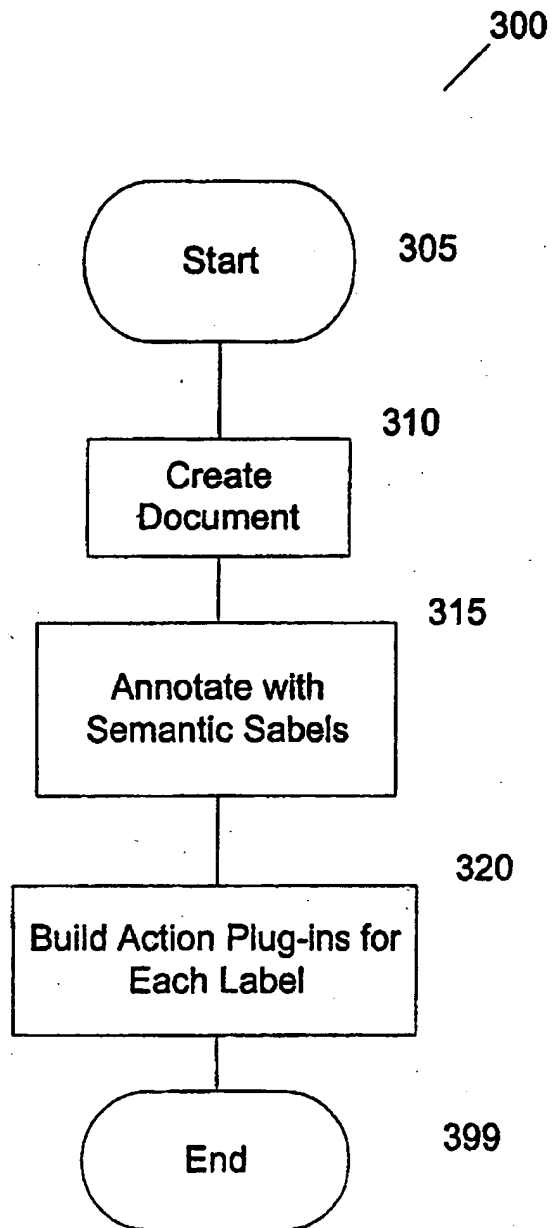 300
Start
305
310
Create
Document
315
Annotate with
Semantic Sabels
320
Build Action Plug-ins for
Each Label
End
399